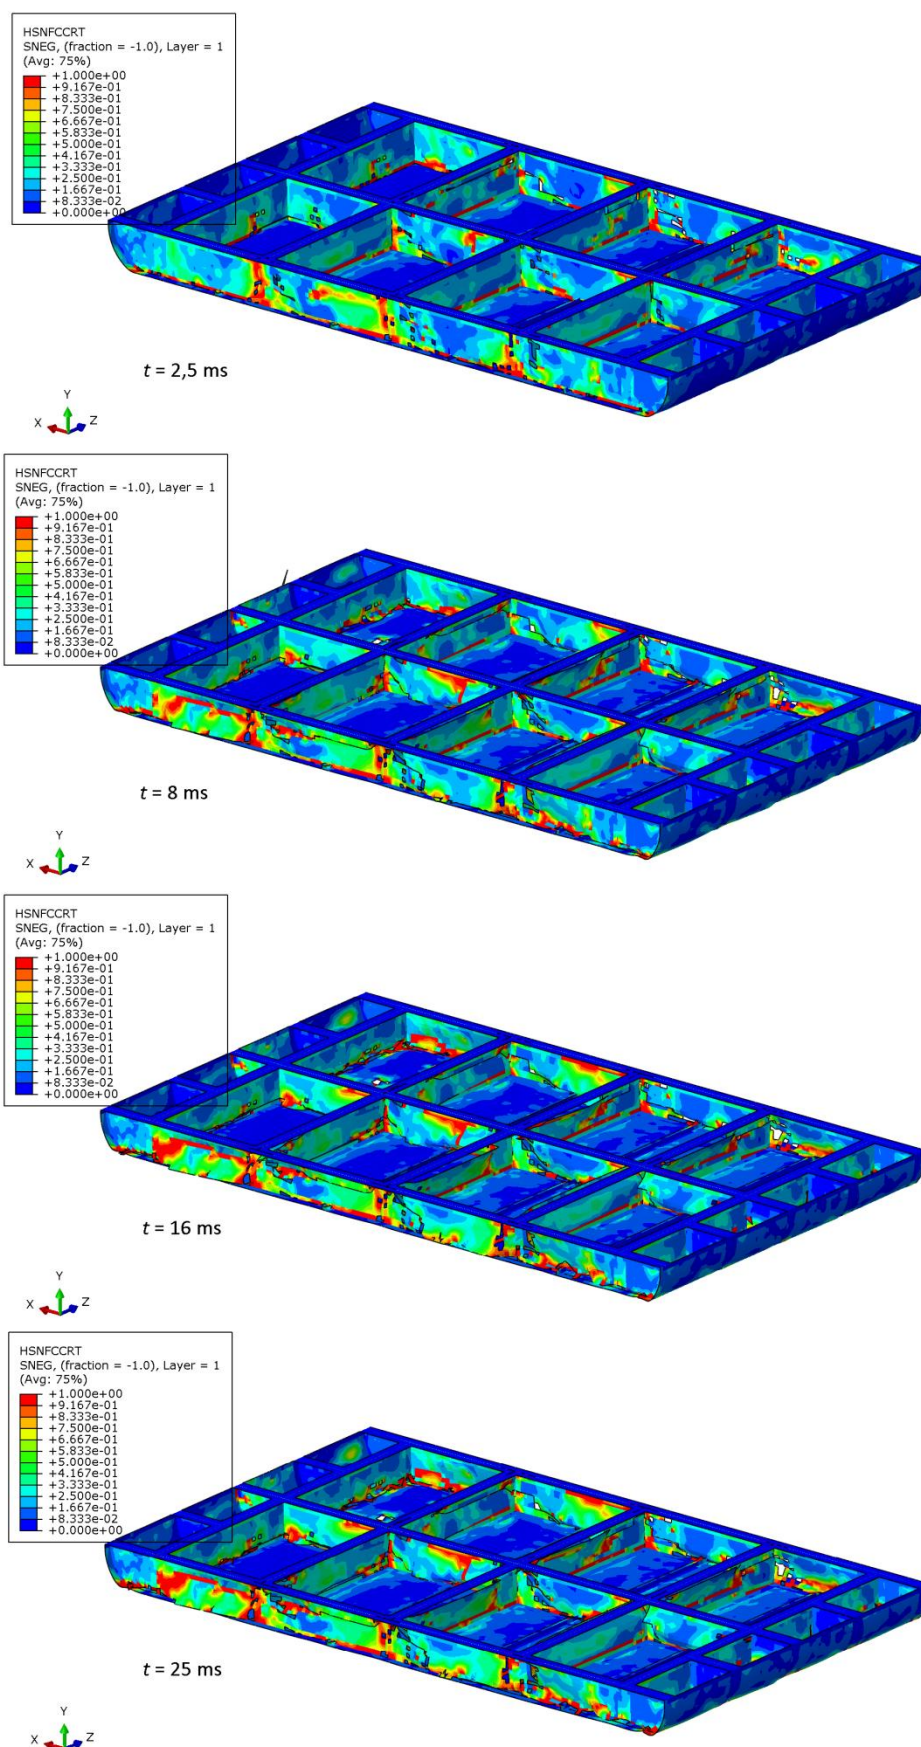 HSNFCCRT
SNEG, (fraction = -1.0), Layer = 1
(Avg: 75%)
+1.000e+00
+9.167e-01
+8.333e-01
+7.500e-01
+6.667e-01
+5.833e-01
+5.000e-01
+4.167e-01
+3.333e-01
+2.500e-01
+1.667e-01
+8.333e-02
+0.000e+00
t = 2,5 ms
Y
X
Z
HSNFCCRT
SNEG, (fraction = -1.0), Layer = 1
(Avg: 75%)
+1.000e+00
+9.167e-01
+8.333e-01
+7.500e-01
+6.667e-01
+5.833e-01
+5.000e-01
+4.167e-01
+3.333e-01
+2.500e-01
+1.667e-01
+8.333e-02
+0.000e+00
t = 8 ms
Y
X
Z
HSNFCCRT
SNEG, (fraction = -1.0), Layer = 1
(Avg: 75%)
+1.000e+00
+9.167e-01
+8.333e-01
+7.500e-01
+6.667e-01
+5.833e-01
+5.000e-01
+4.167e-01
+3.333e-01
+2.500e-01
+1.667e-01
+8.333e-02
+0.000e+00
t = 16 ms
Y
X
Z
HSNFCCRT
SNEG, (fraction = -1.0), Layer = 1
(Avg: 75%)
+1.000e+00
+9.167e-01
+8.333e-01
+7.500e-01
+6.667e-01
+5.833e-01
+5.000e-01
+4.167e-01
+3.333e-01
+2.500e-01
+1.667e-01
+8.333e-02
+0.000e+00
t = 25 ms
Y
X
Z